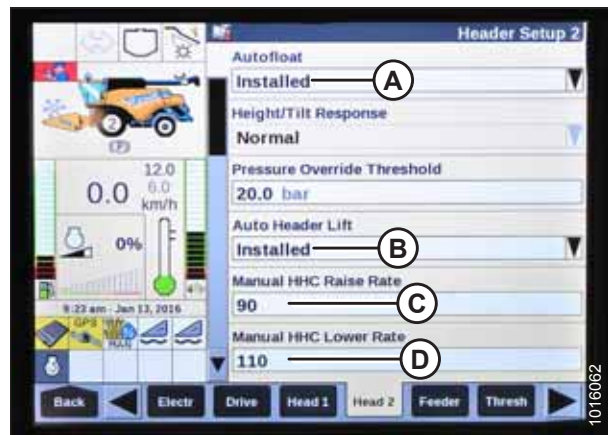 Header Setup 2
Autofloat
Installed
A
Height/Tilt Response
Normal
Pressure Override Threshold
20.0 bar
Auto Header Lift
Installed
B
Manual HHC Raise Rate
90
C
Manual HHC Lower Rate
110
D
12.0
6.0
0.0 km/h
0%
9:23 am - Jan 13, 2016
GPS
MAN
Back
Electr
Drive
Head 1
Head 2
Feeder
Thresh
1016062